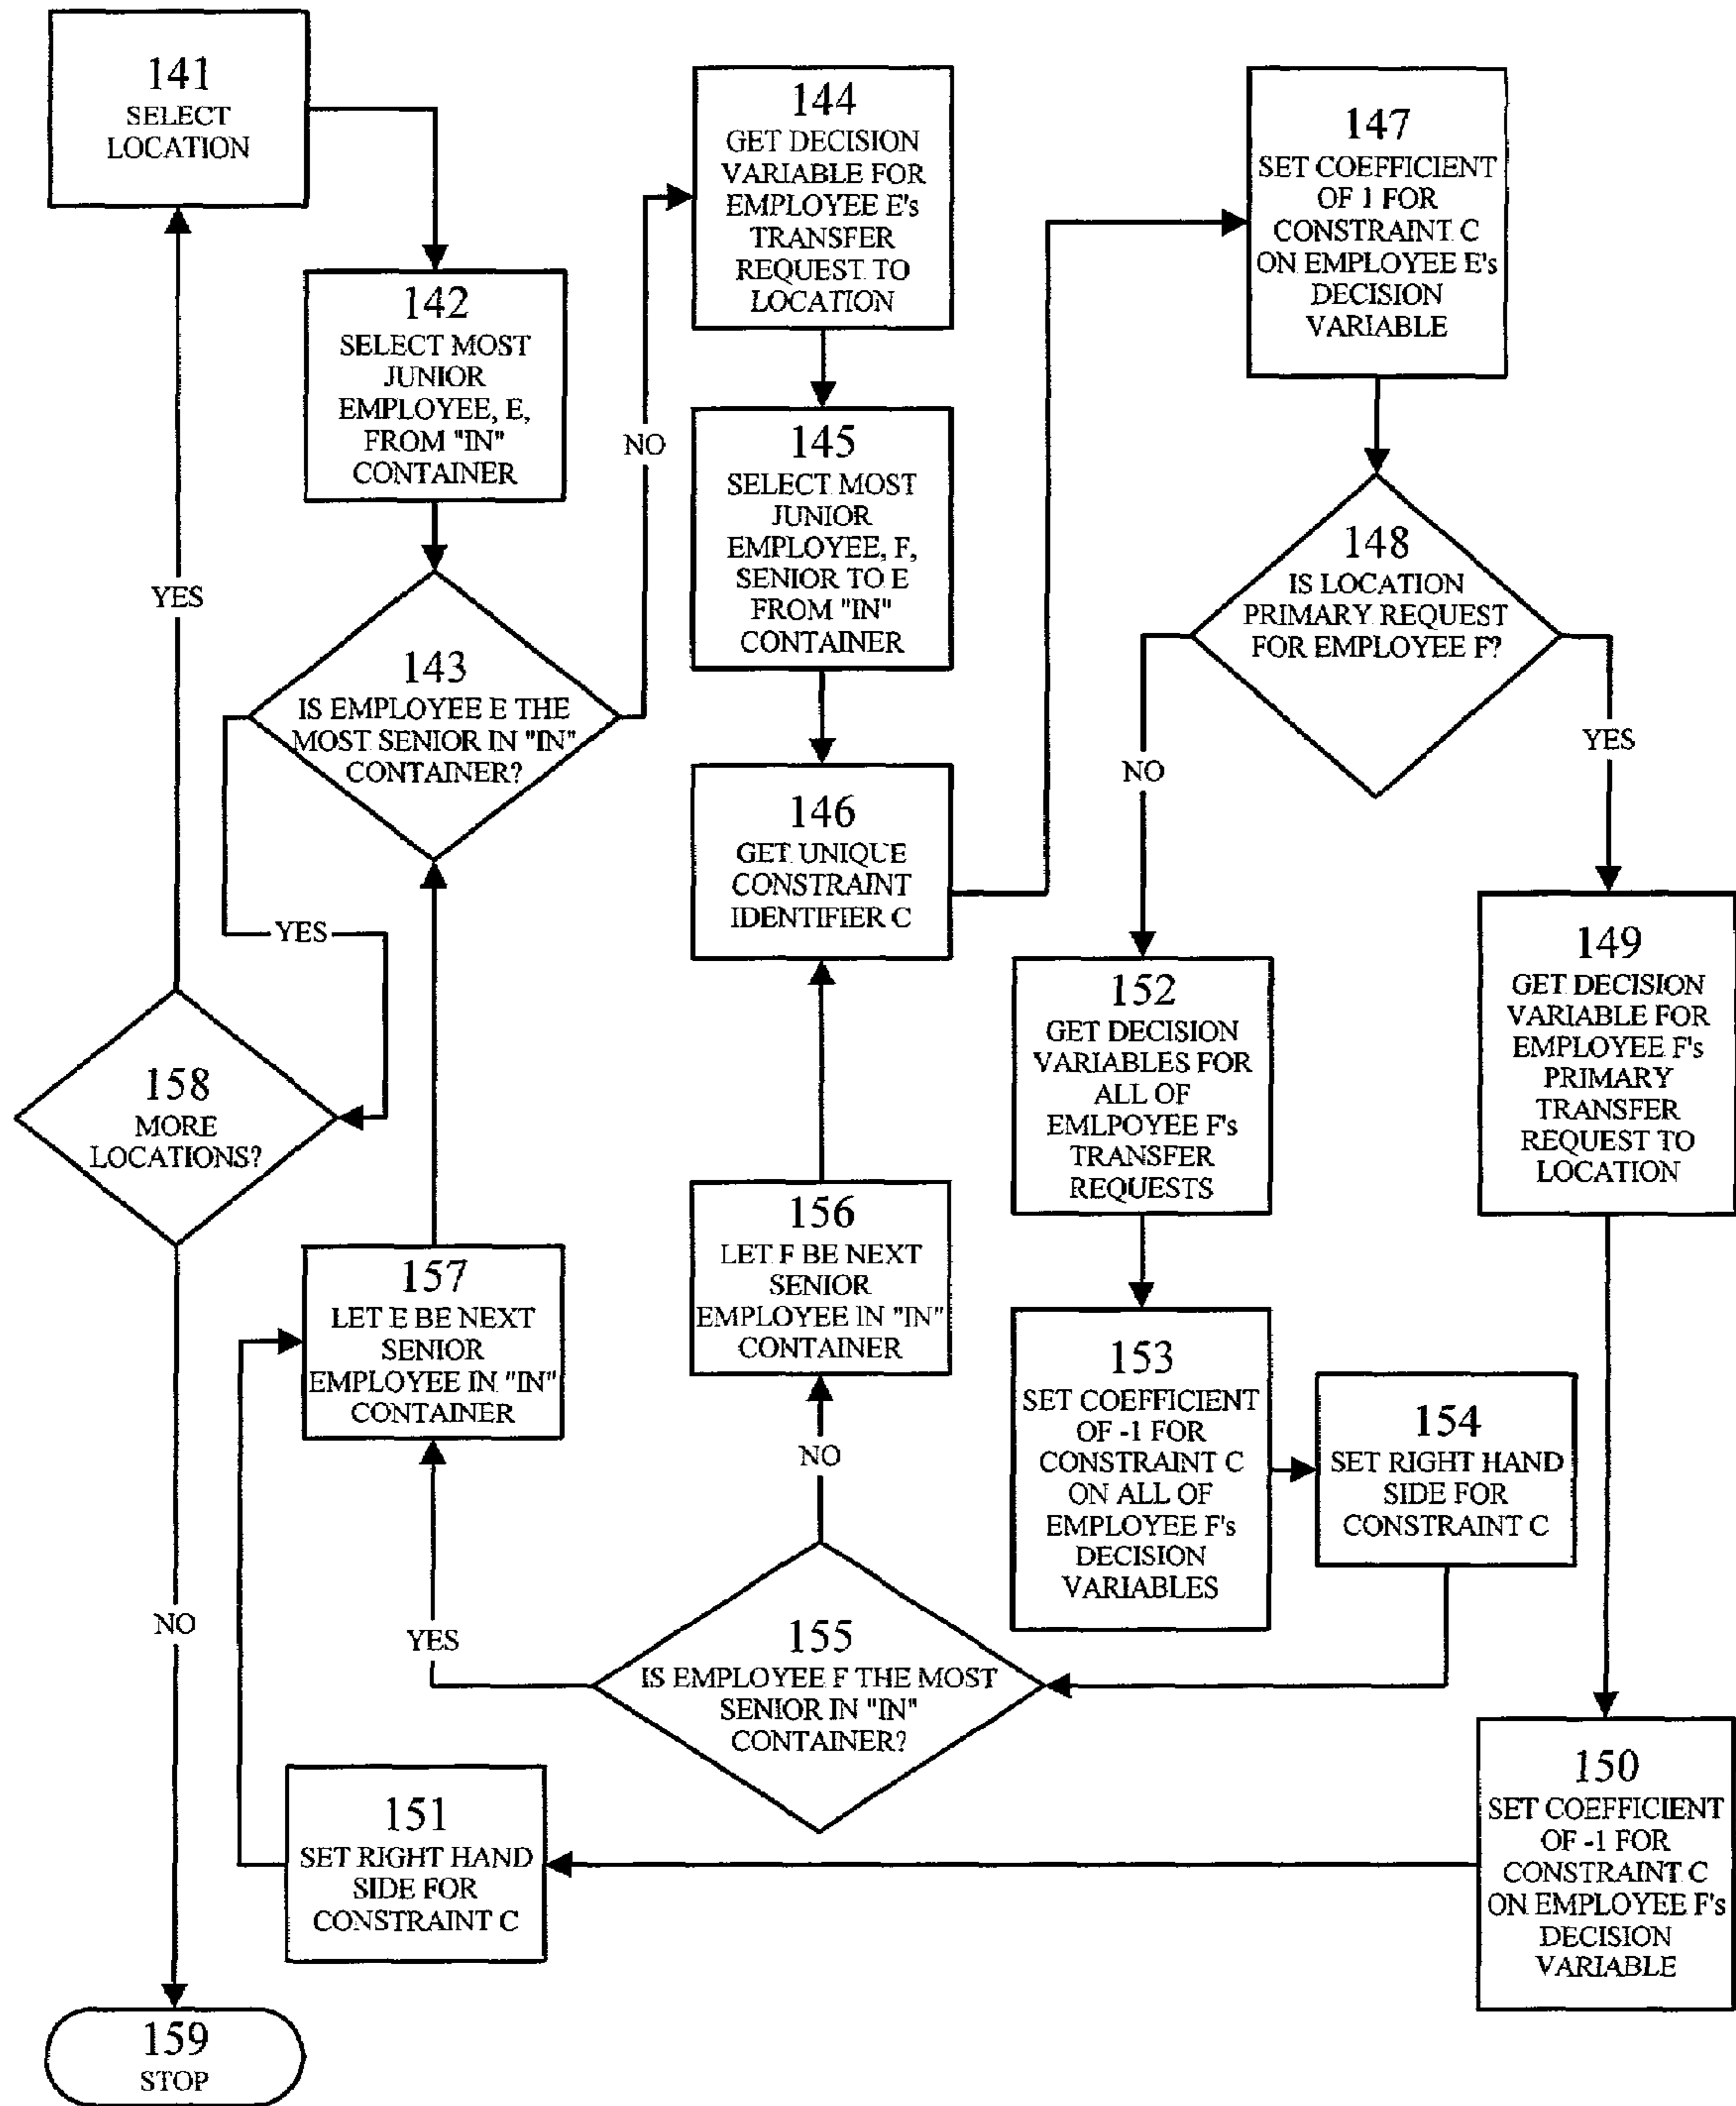 141
SELECT
LOCATION
142
SELECT MOST
JUNIOR
EMPLOYEE, E,
FROM "IN"
CONTAINER
143
IS EMPLOYEE E THE
MOST SENIOR IN "IN"
CONTAINER?
NO
YES
144
GET DECISION
VARIABLE FOR
EMPLOYEE E's
TRANSFER
REQUEST TO
LOCATION
145
SELECT MOST
JUNIOR
EMPLOYEE, F,
SENIOR TO E
FROM "IN"
CONTAINER
146
GET UNIQUE
CONSTRAINT
IDENTIFIER C
147
SET COEFFICIENT
OF 1 FOR
CONSTRAINT C
ON EMPLOYEE E's
DECISION
VARIABLE
148
IS LOCATION
PRIMARY REQUEST
FOR EMPLOYEE F?
NO
YES
149
GET DECISION
VARIABLE FOR
EMPLOYEE F's
PRIMARY
TRANSFER
REQUEST TO
LOCATION
150
SET COEFFICIENT
OF -1 FOR
CONSTRAINT C
ON EMPLOYEE F's
DECISION
VARIABLE
151
SET RIGHT HAND
SIDE FOR
CONSTRAINT C
152
GET DECISION
VARIABLES FOR
ALL OF
EMLPOYEE F's
TRANSFER
REQUESTS
153
SET COEFFICIENT
OF -1 FOR
CONSTRAINT C
ON ALL OF
EMPLOYEE F's
DECISION
VARIABLES
154
SET RIGHT HAND
SIDE FOR
CONSTRAINT C
155
IS EMPLOYEE F THE MOST
SENIOR IN "IN"
CONTAINER?
NO
YES
156
LET F BE NEXT
SENIOR
EMPLOYEE IN "IN"
CONTAINER
157
LET E BE NEXT
SENIOR
EMPLOYEE IN "IN"
CONTAINER
158
MORE
LOCATIONS?
YES
NO
159
STOP